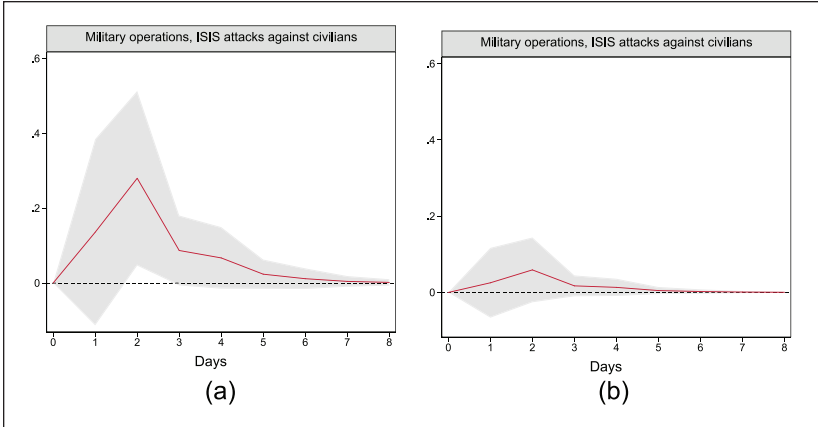 Military operations, ISIS attacks against civilians
.6
.4
.2
0
0 1 2 3 4 5 6 7 8
Days
(a)
Military operations, ISIS attacks against civilians
.6
.4
.2
0
0 1 2 3 4 5 6 7 8
Days
(b)